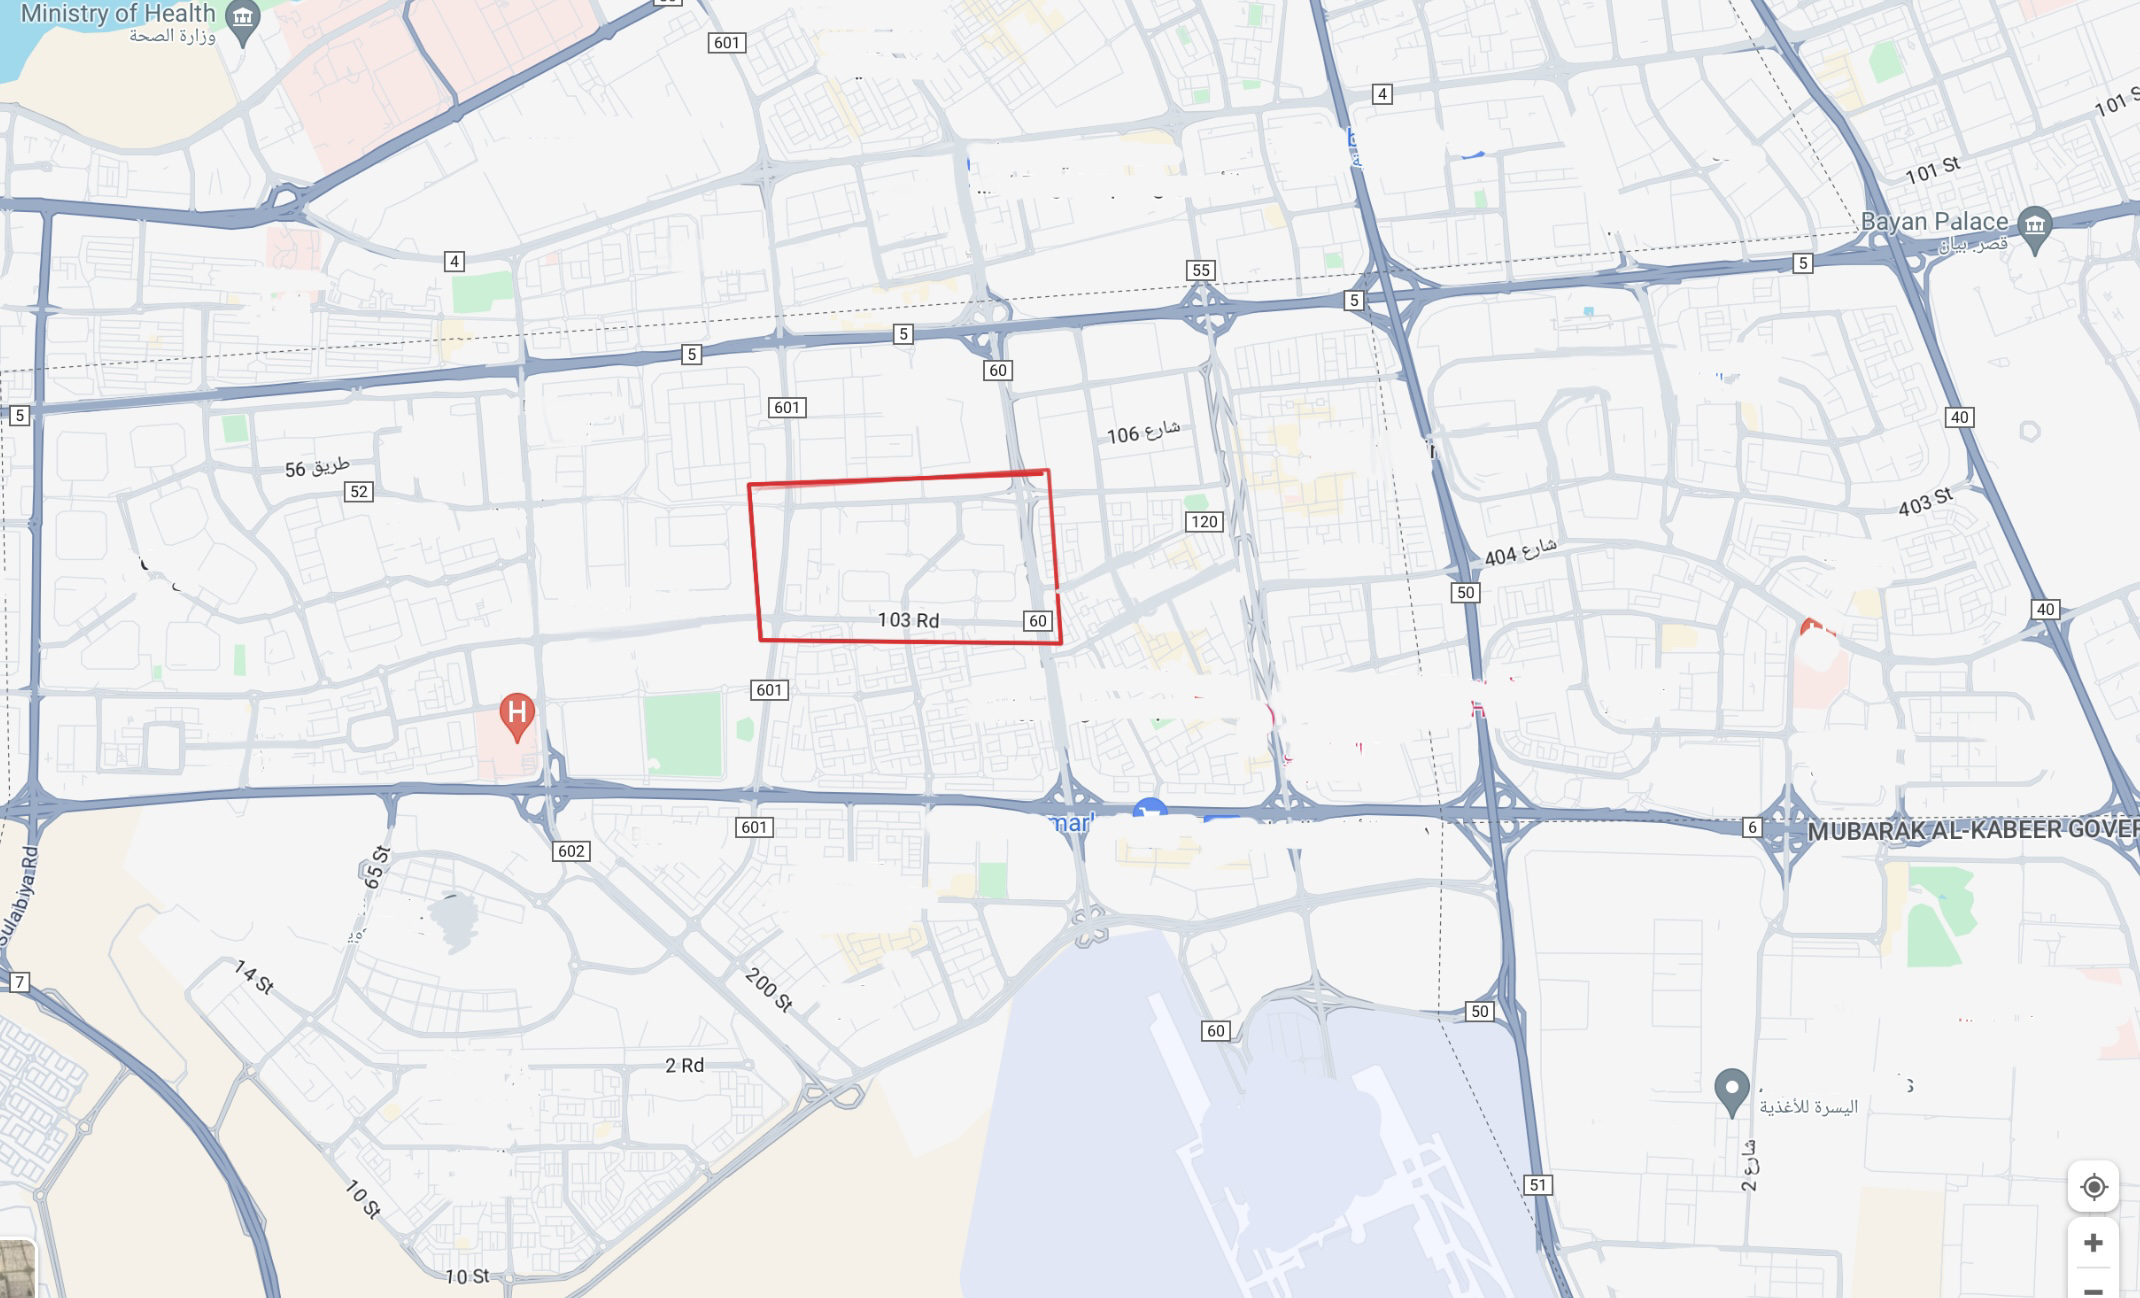 Ministry of Health
وزارة الصحة
601
4
101 St
101 S
Bayan Palace
قصر بيان
4
55
5
5
5
5
60
5
601
40
شارع 106
طريق 56
52
120
403 St
شارع 404
50
40
103 Rd
60
H
601
mark
601
6
MUBARAK AL-KABEER GOVER
602
65 St
Sulaibiya Rd
14 St
200 St
7
50
60
2 Rd
اليسرة للأغذية
شارع 2
10 St
51
10 St